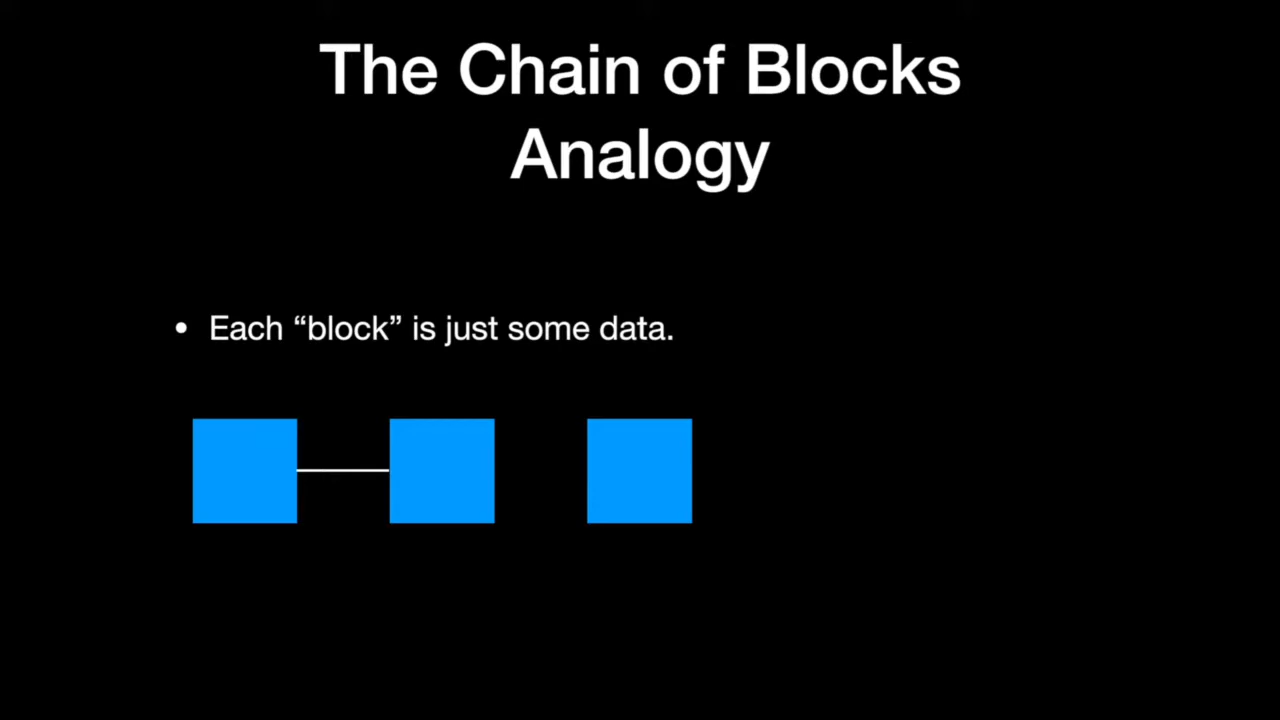 The Chain of Blocks
Analogy
• Each “block” is just some data.